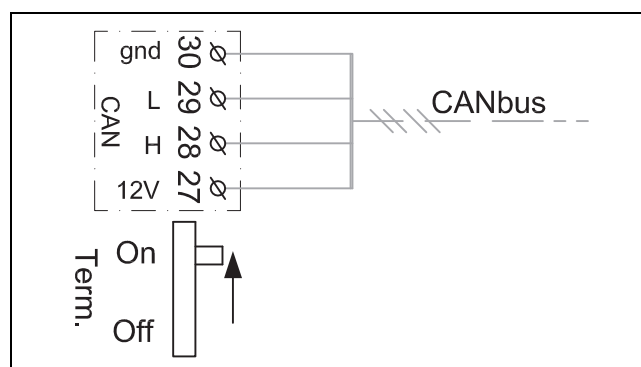 gnd 30
L 29
CANbus
CAN
H 28
12V 27
On
Term.
Off